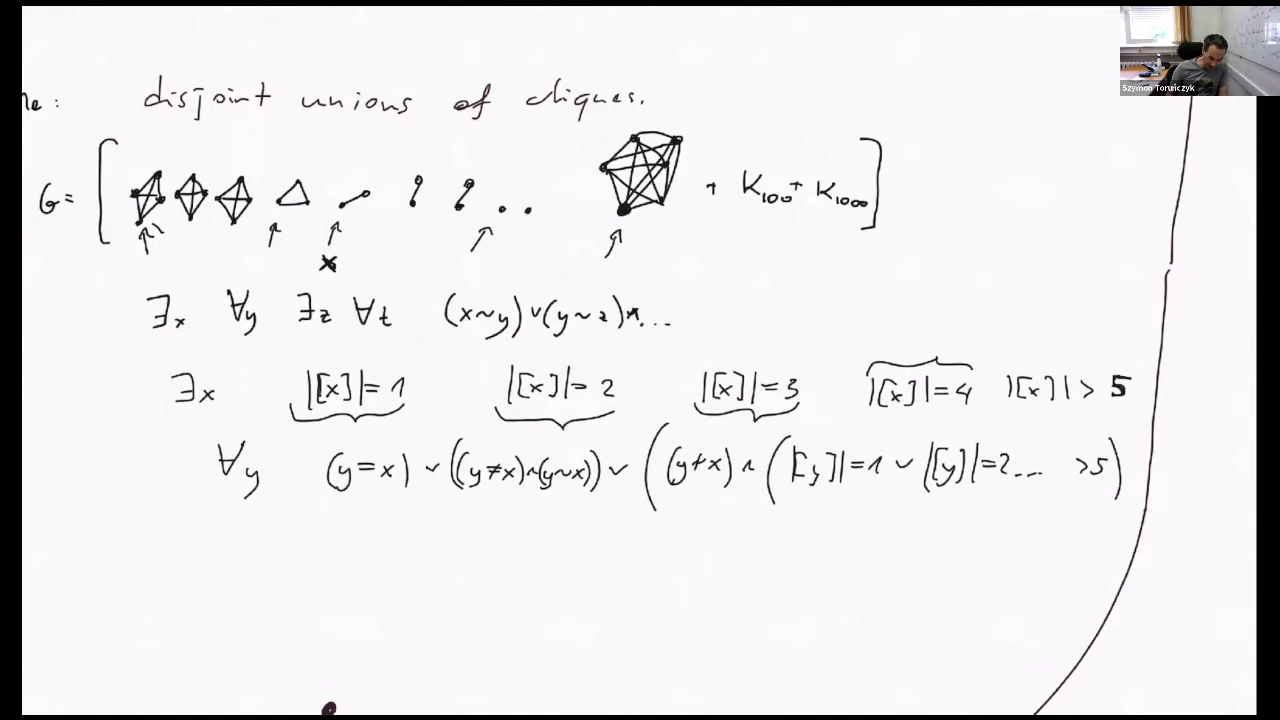 Szymon Toruńczyk
disjoint unions of cliques.
G = [ + K₁₀₀ + K₁₀₀₀ ]
x
∃x ∀y ∃z ∀t (x~y) ∨ (y~z) ∧ ...
∃x |[x]| = 1 |[x]| = 2 |[x]| = 3 |[x]| = 4 |[x]| > 5
∀y (y = x) ∨ ((y ≠ x) ∧ (y ~ x)) ∨ ((y ≁ x) ∧ (|[y]| = 1 ∨ |[y]| = 2 ... > 5)